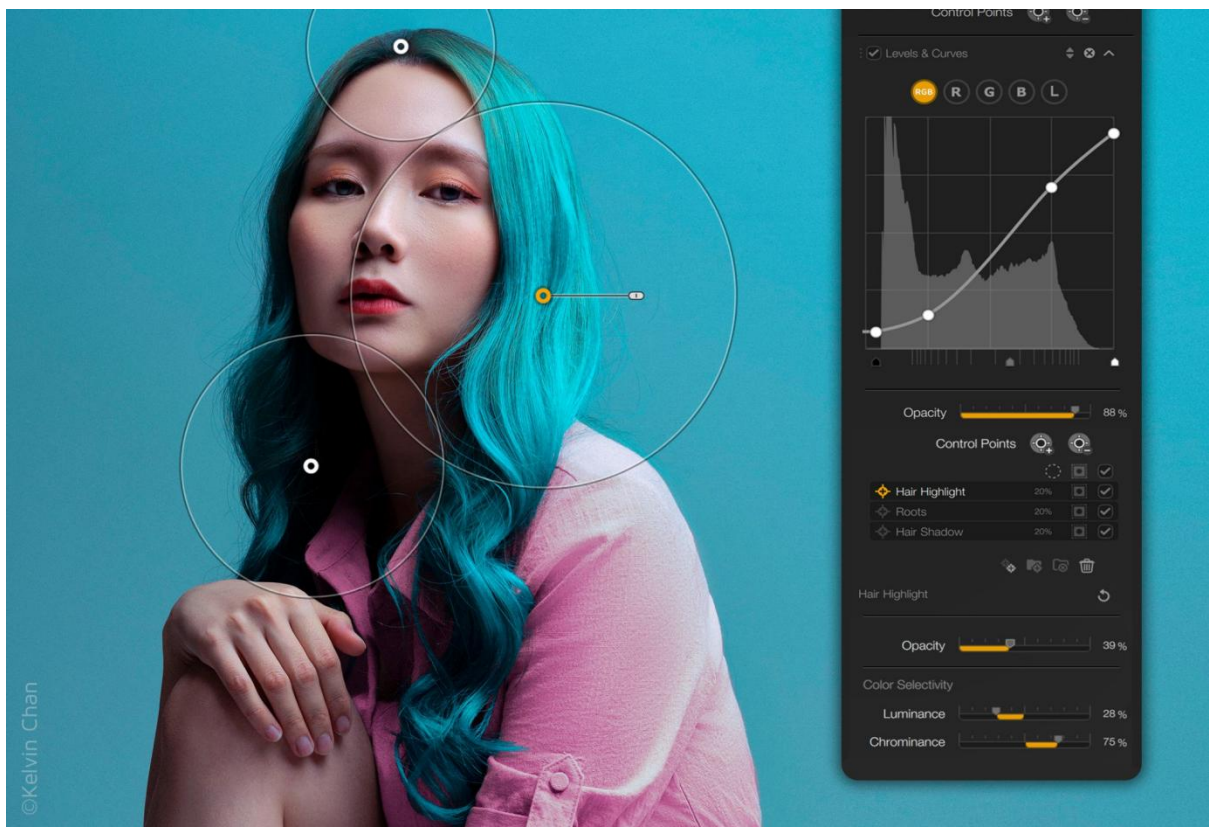 Control Points
Levels & Curves
RGB R G B L
Opacity 88 %
Control Points
Hair Highlight 20%
Roots 20%
Hair Shadow 20%
Hair Highlight
Opacity 39 %
Color Selectivity
Luminance 28 %
Chrominance 75 %
©Kelvin Chan